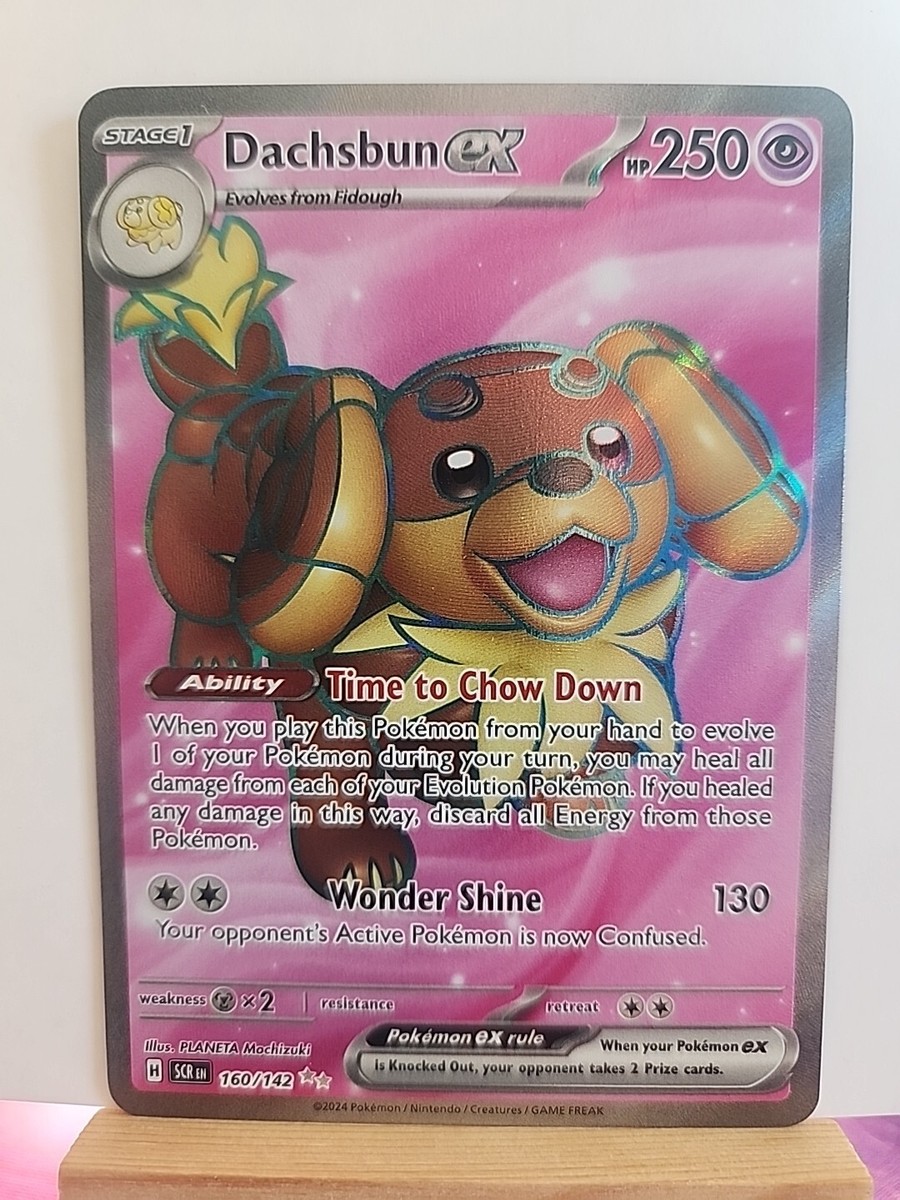 STAGE1
Dachsbun ex
HP 250
Evolves from Fidough
Ability Time to Chow Down
When you play this Pokémon from your hand to evolve
1 of your Pokémon during your turn, you may heal all
damage from each of your Evolution Pokémon. If you healed
any damage in this way, discard all Energy from those
Pokémon.
Wonder Shine 130
Your opponent's Active Pokémon is now Confused.
weakness ×2 resistance retreat
Illus. PLANETA Mochizuki
Pokémon ex rule
When your Pokémon ex
is Knocked Out, your opponent takes 2 Prize cards.
H SCR EN 160/142
©2024 Pokémon / Nintendo / Creatures / GAME FREAK